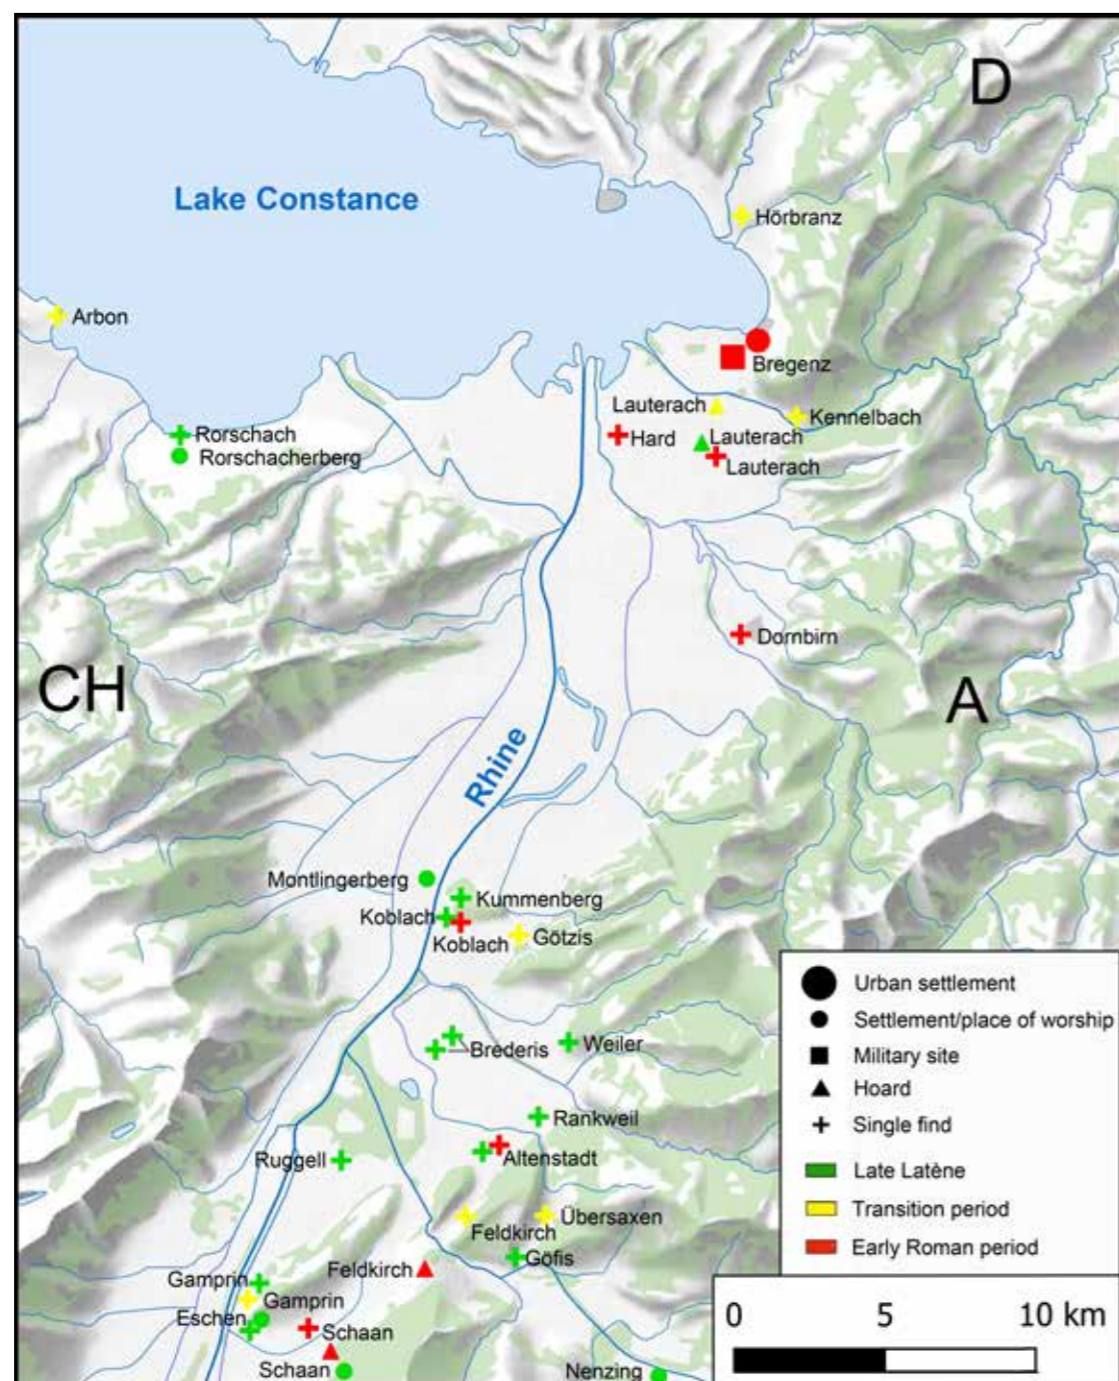 D
Lake Constance
Hörbranz
Arbon
Bregenz
Lauterach
Kennelbach
Rorschach
Hard
Lauterach
Rorschacherberg
Lauterach
Dornbirn
CH
A
Rhine
Montlingerberg
Kummenberg
Koblach
Koblach
Götzis
Brederis
Weiler
Rankweil
Ruggell
Altenstadt
Feldkirch
Übersaxen
Göfis
Feldkirch
Gamprin
Gamprin
Eschen
Schaan
Schaan
Nenzing
Urban settlement
Settlement/place of worship
Military site
Hoard
Single find
Late Latène
Transition period
Early Roman period
0 5 10 km